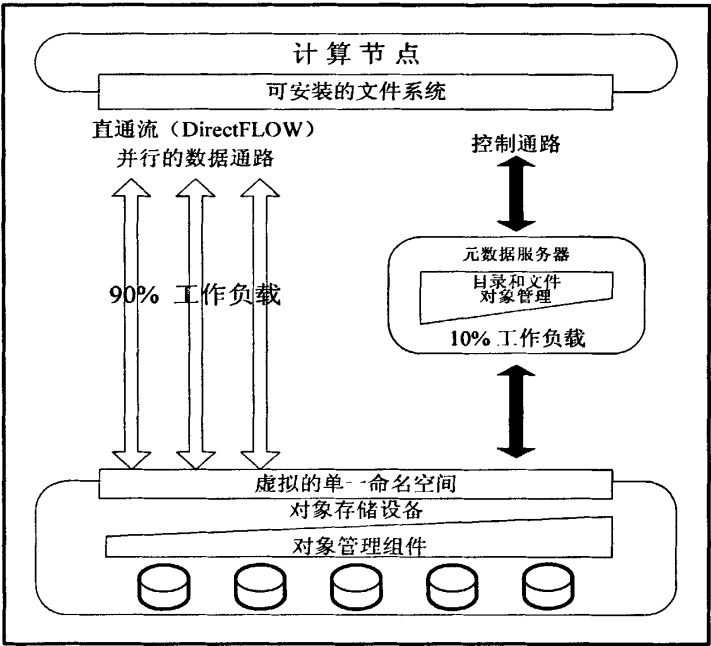 计算节点
可安装的文件系统
直通流（DirectFLOW）
并行的数据通路
控制通路
元数据服务器
目录和文件
对象管理
10% 工作负载
90% 工作负载
虚拟的单一命名空间
对象存储设备
对象管理组件